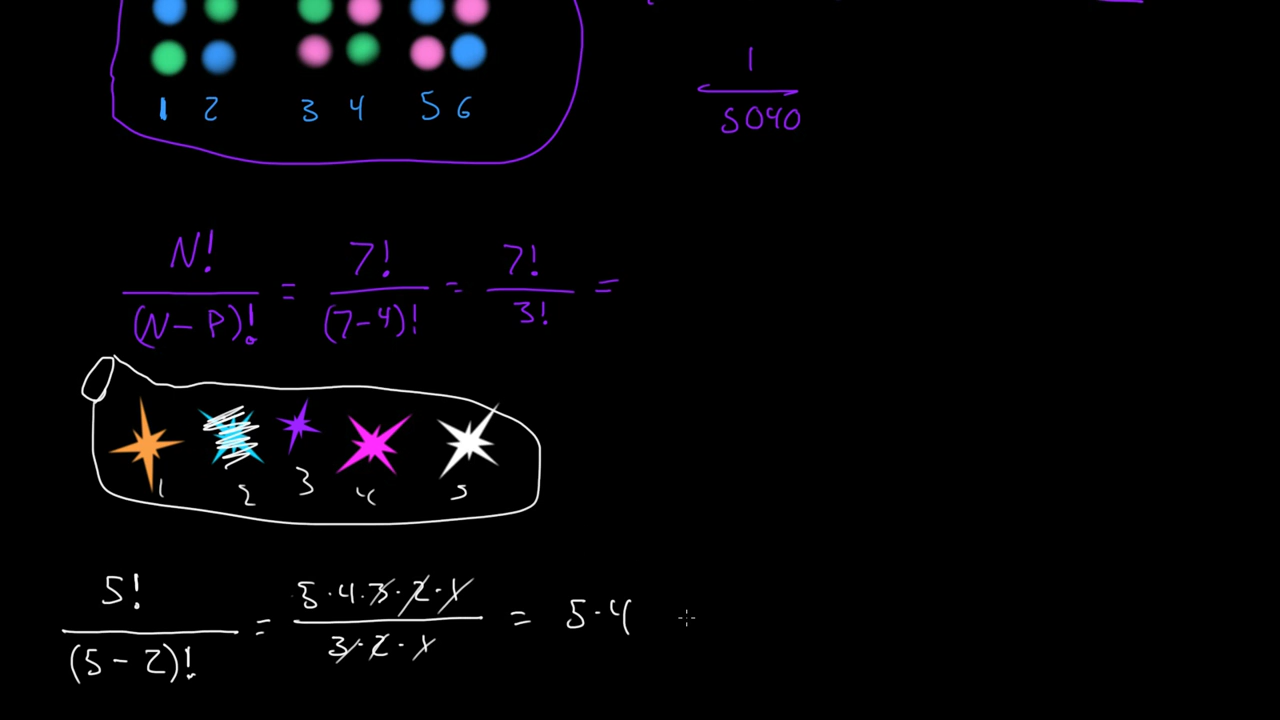 1 2 3 4 5 6
1
5040
N! / (N - P)! = 7! / (7-4)! = 7! / 3! =
1 2 3 4 5
5! / (5 - 2)! = 5·4·3·2·1 / 3·2·1 = 5·4